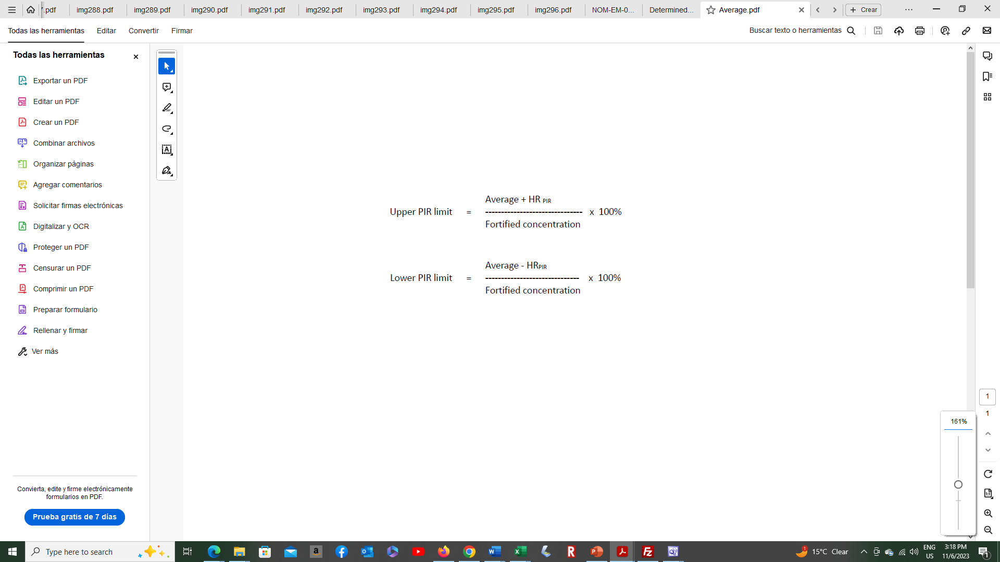 .pdf
img288.pdf
img289.pdf
img290.pdf
img291.pdf
img292.pdf
img293.pdf
img294.pdf
img295.pdf
img296.pdf
NOM-EM-0...
Determined...
Average.pdf
Crear
Todas las herramientas
Editar
Convertir
Firmar
Buscar texto o herramientas
Todas las herramientas
Exportar un PDF
Editar un PDF
Crear un PDF
Combinar archivos
Organizar páginas
Agregar comentarios
Solicitar firmas electrónicas
Digitalizar y OCR
Proteger un PDF
Censurar un PDF
Comprimir un PDF
Preparar formulario
Rellenar y firmar
Ver más
Convierta, edite y firme electrónicamente
formularios en PDF.
Prueba gratis de 7 días
Average + HR PIR
Upper PIR limit = ------------------------------- x 100%
Fortified concentration
Average - HRPIR
Lower PIR limit = ------------------------------ x 100%
Fortified concentration
1
1
161%
Type here to search
15°C Clear
ENG
US
3:18 PM
11/6/2023
1